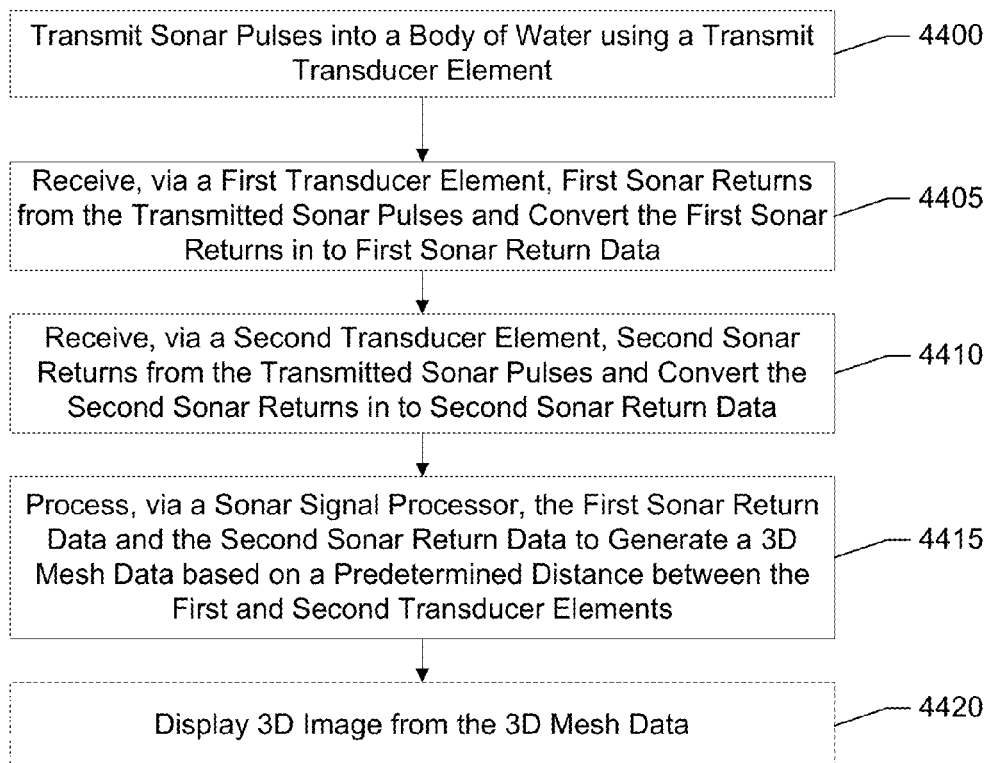 Transmit Sonar Pulses into a Body of Water using a Transmit
Transducer Element
4400
Receive, via a First Transducer Element, First Sonar Returns
from the Transmitted Sonar Pulses and Convert the First Sonar
Returns in to First Sonar Return Data
4405
Receive, via a Second Transducer Element, Second Sonar
Returns from the Transmitted Sonar Pulses and Convert the
Second Sonar Returns in to Second Sonar Return Data
4410
Process, via a Sonar Signal Processor, the First Sonar Return
Data and the Second Sonar Return Data to Generate a 3D
Mesh Data based on a Predetermined Distance between the
First and Second Transducer Elements
4415
Display 3D Image from the 3D Mesh Data
4420